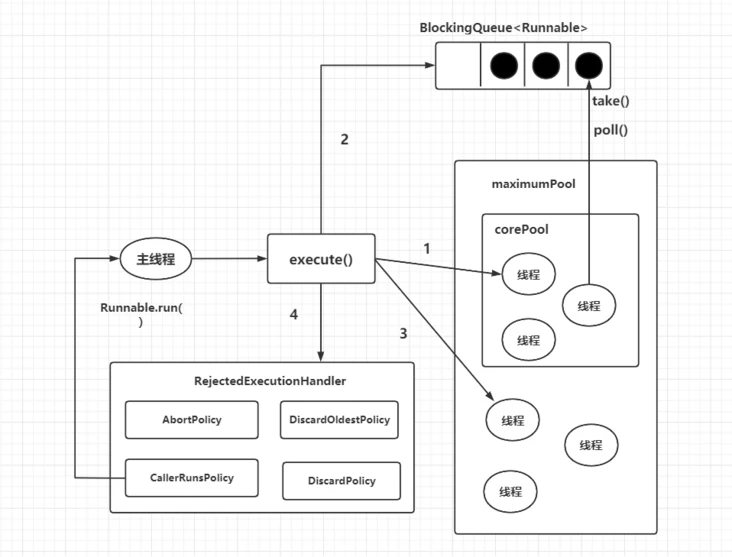 BlockingQueue<Runnable>
take()
2
poll()
maximumPool
corePool
1
主线程
execute()
线程
线程
Runnable.run(
)
4
3
线程
RejectedExecutionHandler
AbortPolicy
DiscardOldestPolicy
线程
线程
CallerRunsPolicy
DiscardPolicy
线程